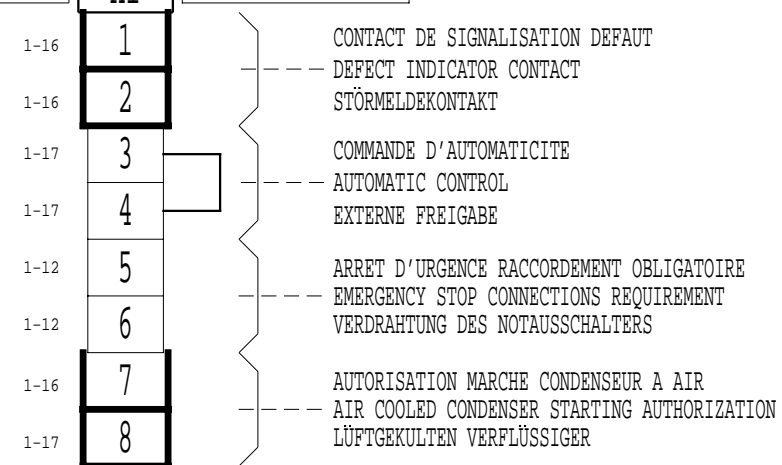 1-16 1 CONTACT DE SIGNALISATION DEFAUT
DEFECT INDICATOR CONTACT
1-16 2 STÖRMELDEKONTAKT
1-17 3 COMMANDE D'AUTOMATICITE
AUTOMATIC CONTROL
1-17 4 EXTERNE FREIGABE
1-12 5 ARRET D'URGENCE RACCORDEMENT OBLIGATOIRE
EMERGENCY STOP CONNECTIONS REQUIREMENT
1-12 6 VERDRAHTUNG DES NOTAUSSCHALTERS
1-16 7 AUTORISATION MARCHE CONDENSEUR A AIR
AIR COOLED CONDENSER STARTING AUTHORIZATION
1-17 8 LÜFTGEKULTEN VERFLÜSSIGER